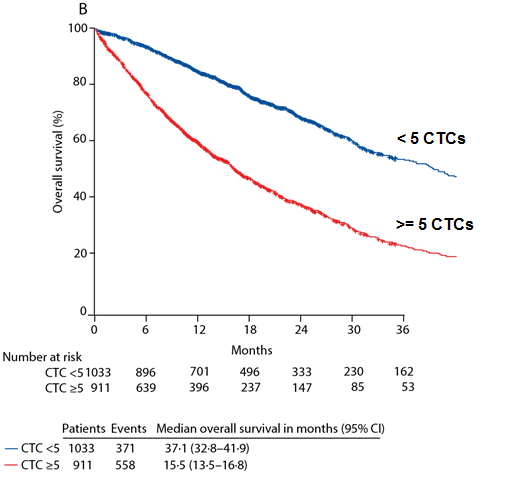 B
100
80
60
40
20
0
Overall survival (%)
< 5 CTCs
>= 5 CTCs
0 6 12 18 24 30 36
Months
Number at risk
CTC <5 1033 896 701 496 333 230 162
CTC ≥5 911 639 396 237 147 85 53
Patients Events Median overall survival in months (95% CI)
CTC <5 1033 371 37·1 (32·8–41·9)
CTC ≥5 911 558 15·5 (13·5–16·8)